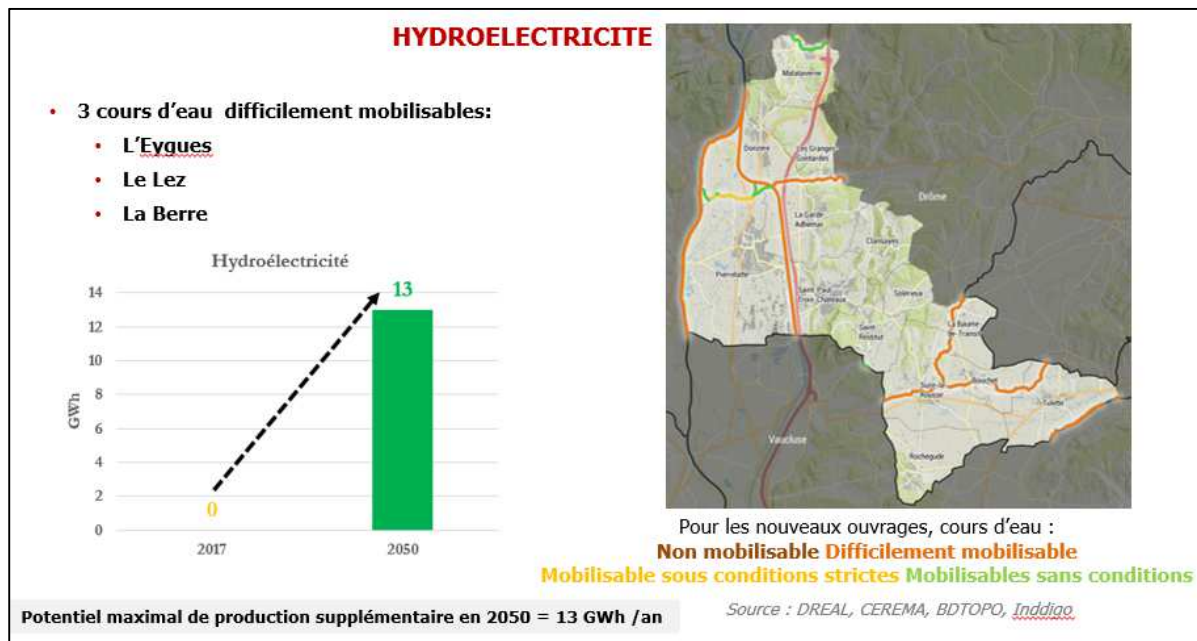 HYDROELECTRICITE
• 3 cours d'eau difficilement mobilisables:
• L'Eygues
• Le Lez
• La Berre
Hydroélectricité
14
12
10
8
6
4
2
0
GWh
0
13
2017
2050
Malataverne
Donzère
Les Granges
Gontardes
Drôme
La Garde
Adhémar
Clansayes
Pierrelatte
Saint-Paul
Trois-Châteaux
Solérieux
Saint
Restitut
La Baume
de-Transit
Suze-la
Rousse
Bouchet
Tulette
Vaucluse
Rochegude
Pour les nouveaux ouvrages, cours d'eau :
Non mobilisable Difficilement mobilisable
Mobilisable sous conditions strictes Mobilisables sans conditions
Potentiel maximal de production supplémentaire en 2050 = 13 GWh /an
Source : DREAL, CEREMA, BDTOPO, Inddigo